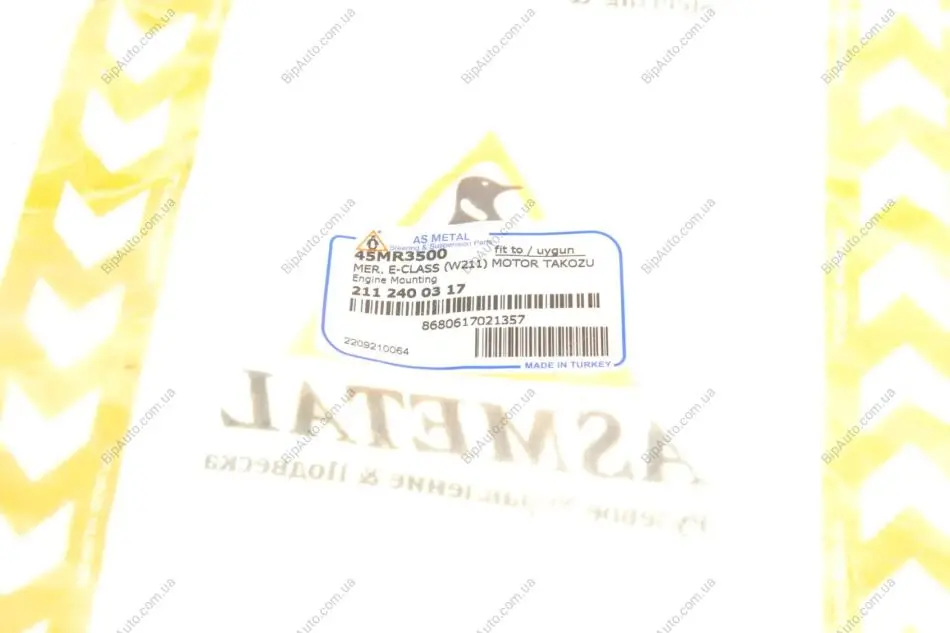 AS METAL
Steering & Suspension Parts
45MR3500 fit to / uygun
MER. E-CLASS (W211) MOTOR TAKOZU
Engine Mounting
211 240 03 17
8680617021357
2209210064
MADE IN TURKEY
ASMETAL
Рулевое Управление & Подвеска
BipAuto.com.ua